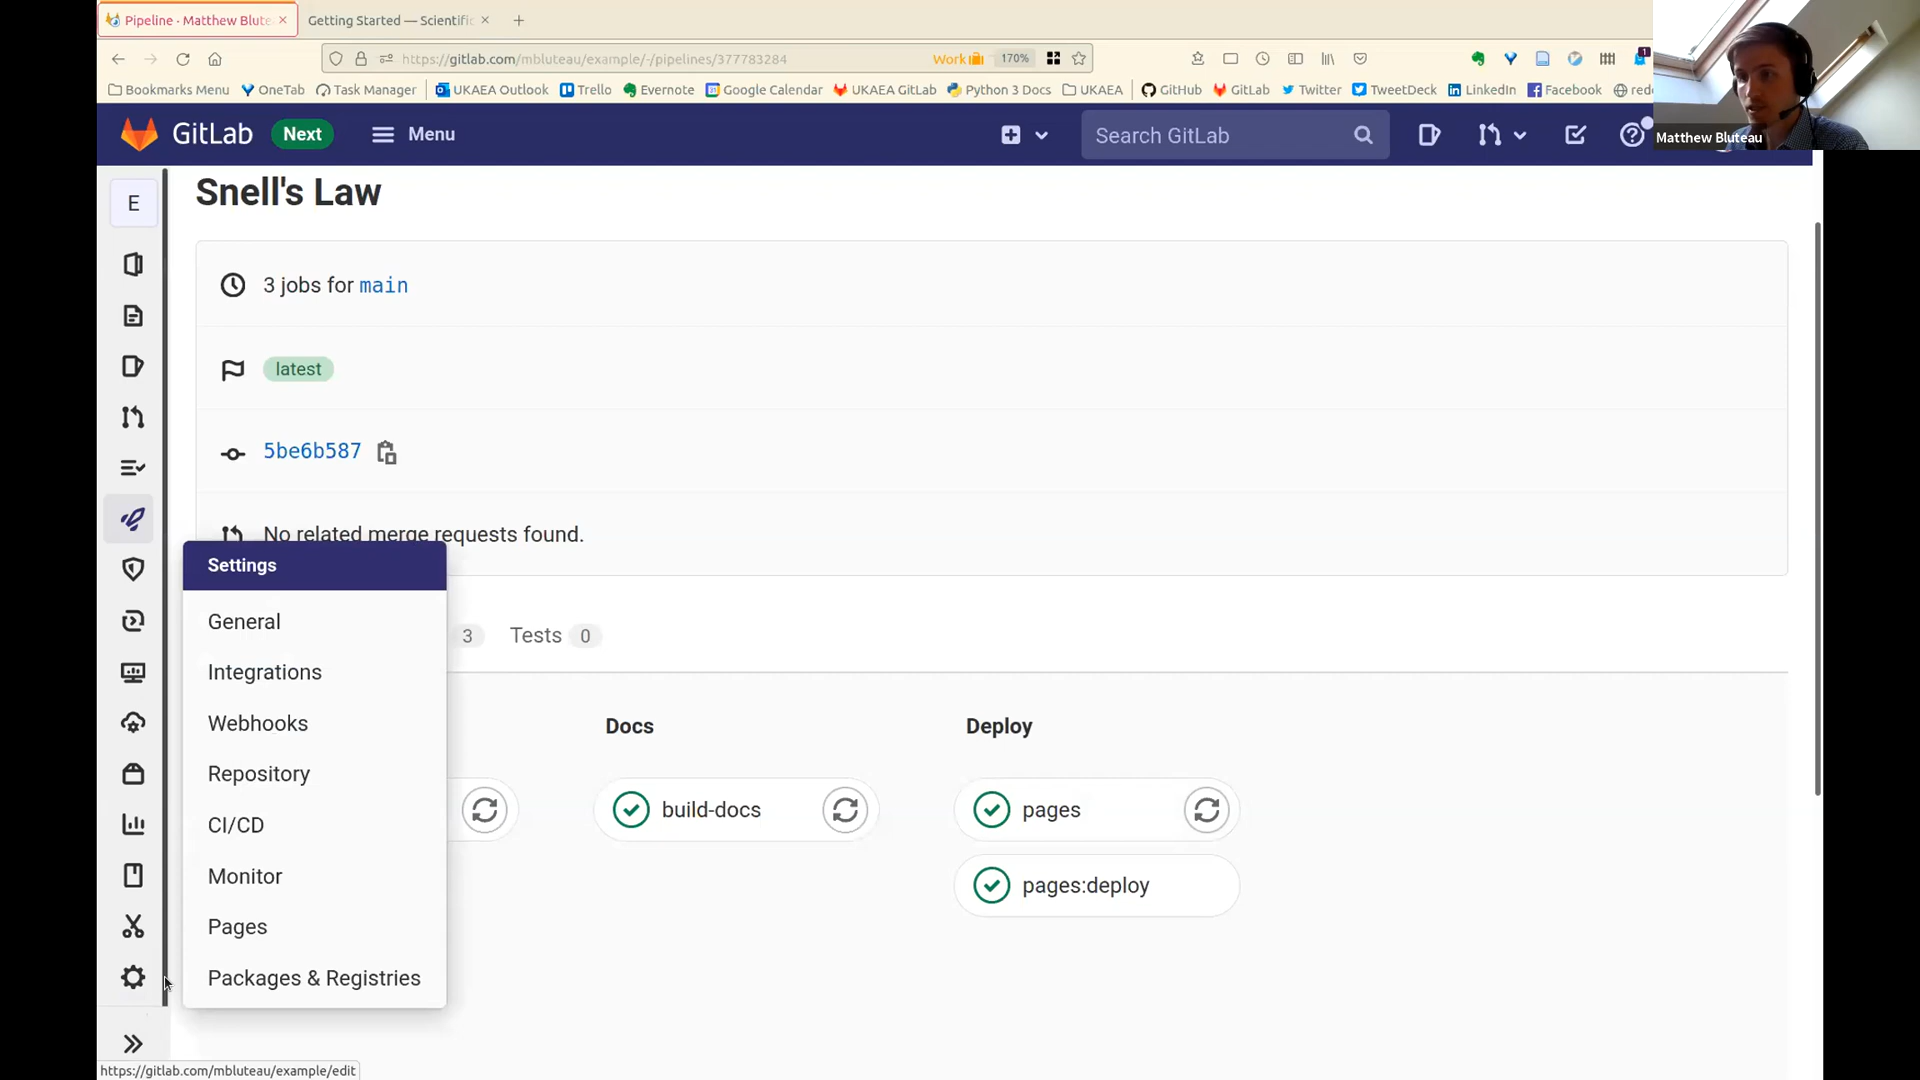 Pipeline · Matthew Blute
Getting Started — Scientific
https://gitlab.com/mbluteau/example/-/pipelines/377783284
Work
170%
1
Bookmarks Menu
OneTab
Task Manager
UKAEA Outlook
Trello
Evernote
Google Calendar
UKAEA GitLab
Python 3 Docs
UKAEA
GitHub
GitLab
Twitter
TweetDeck
LinkedIn
Facebook
redd
Matthew Bluteau
GitLab
Next
Menu
Search GitLab
E
Snell's Law
3 jobs for main
latest
5be6b587
No related merge requests found.
Settings
General
Integrations
Webhooks
Repository
CI/CD
Monitor
Pages
Packages & Registries
3
Tests 0
Docs
Deploy
build-docs
pages
pages:deploy
https://gitlab.com/mbluteau/example/edit